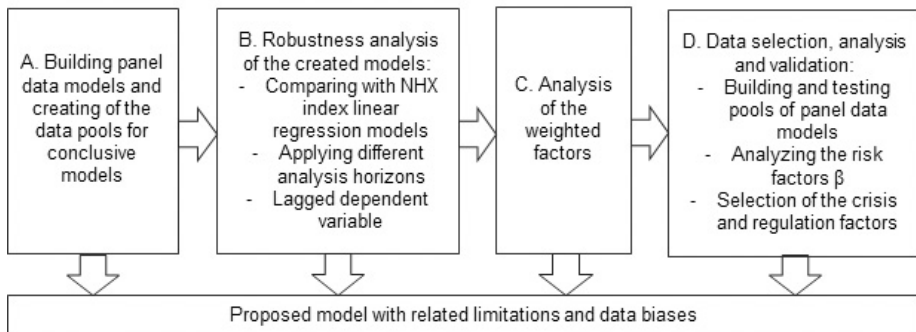 A. Building panel
data models and
creating of the
data pools for
conclusive
models
B. Robustness analysis
of the created models:
- Comparing with NHX
index linear
regression models
- Applying different
analysis horizons
- Lagged dependent
variable
C. Analysis
of the
weighted
factors
D. Data selection, analysis
and validation:
- Building and testing
pools of panel data
models
- Analyzing the risk
factors β
- Selection of the crisis
and regulation factors
Proposed model with related limitations and data biases